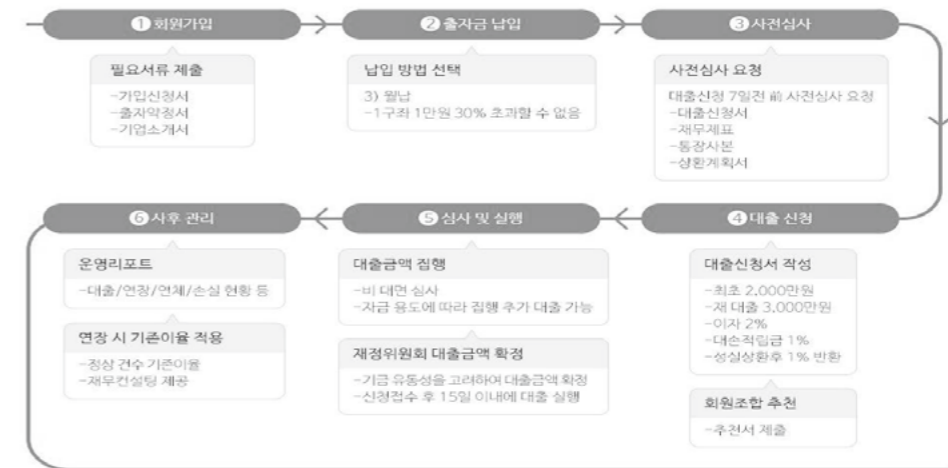 1 회원가입
필요서류 제출
-가입신청서
-출자약정서
-기업소개서
2 출자금 납입
납입 방법 선택
3) 월납
-1구좌 1만원 30% 초과할 수 없음
3 사전심사
사전심사 요청
대출신청 7일전 前 사전심사 요청
-대출신청서
-재무제표
-통장사본
-상환계획서
4 대출 신청
대출신청서 작성
-최초 2,000만원
-재 대출 3,000만원
-이자 2%
-대손적립금 1%
-성실상환후 1% 반환
회원조합 추천
-추천서 제출
5 심사 및 실행
대출금액 집행
-비 대면 심사
-자금 용도에 따라 집행 추가 대출 가능
재정위원회 대출금액 확정
-기금 유동성을 고려하여 대출금액 확정
-신청접수 후 15일 이내에 대출 실행
6 사후 관리
운영리포트
-대출/연장/연체/손실 현황 등
연장 시 기존이율 적용
-정상 건수 기존이율
-재무컨설팅 제공